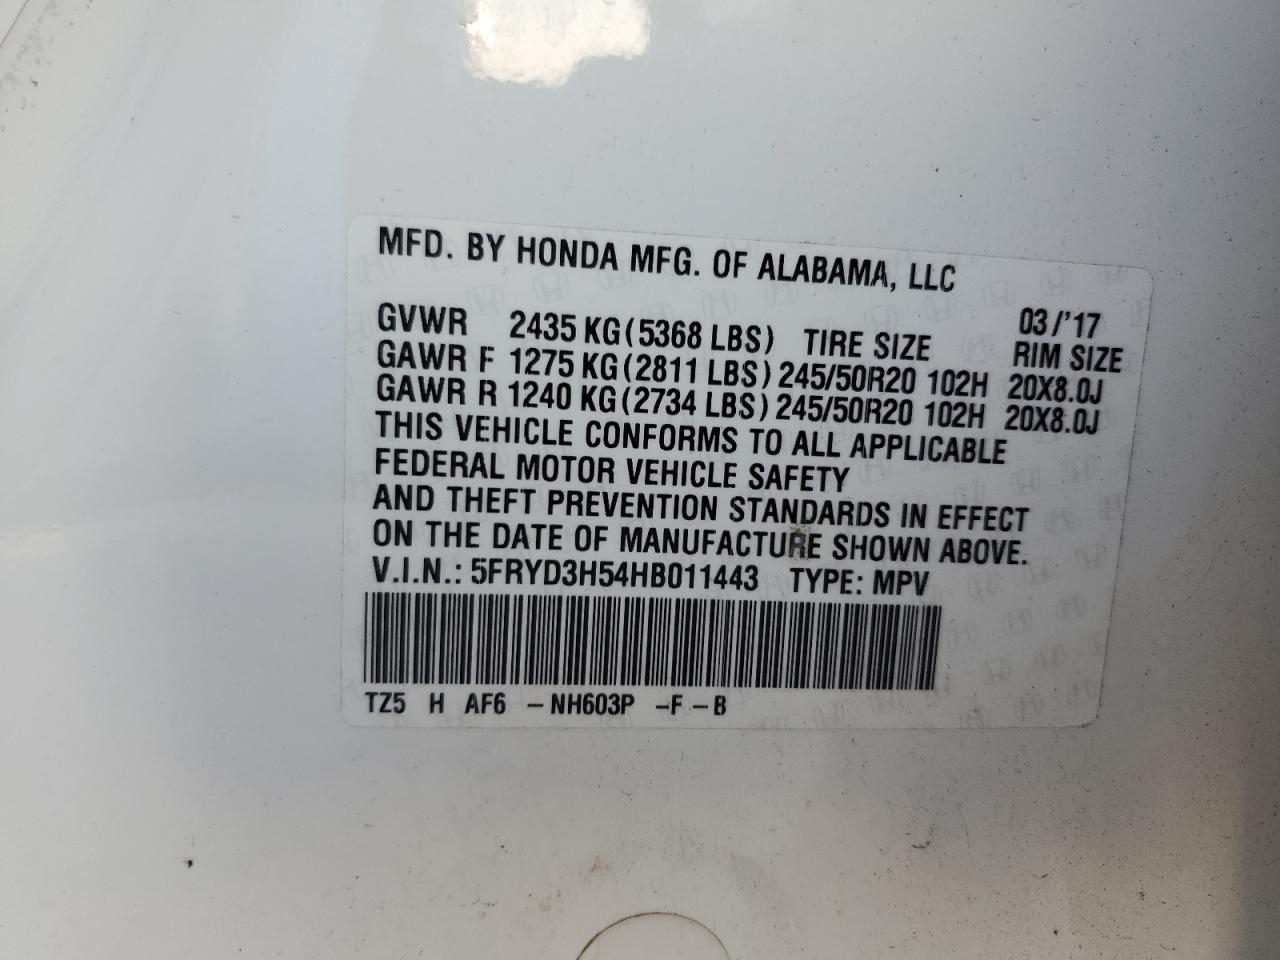 MFD. BY HONDA MFG. OF ALABAMA, LLC
03/'17
GVWR 2435 KG(5368 LBS) TIRE SIZE RIM SIZE
GAWR F 1275 KG(2811 LBS) 245/50R20 102H 20X8.0J
GAWR R 1240 KG(2734 LBS) 245/50R20 102H 20X8.0J
THIS VEHICLE CONFORMS TO ALL APPLICABLE
FEDERAL MOTOR VEHICLE SAFETY
AND THEFT PREVENTION STANDARDS IN EFFECT
ON THE DATE OF MANUFACTURE SHOWN ABOVE.
V.I.N.: 5FRYD3H54HB011443 TYPE: MPV
TZ5 H AF6 -NH603P -F-B